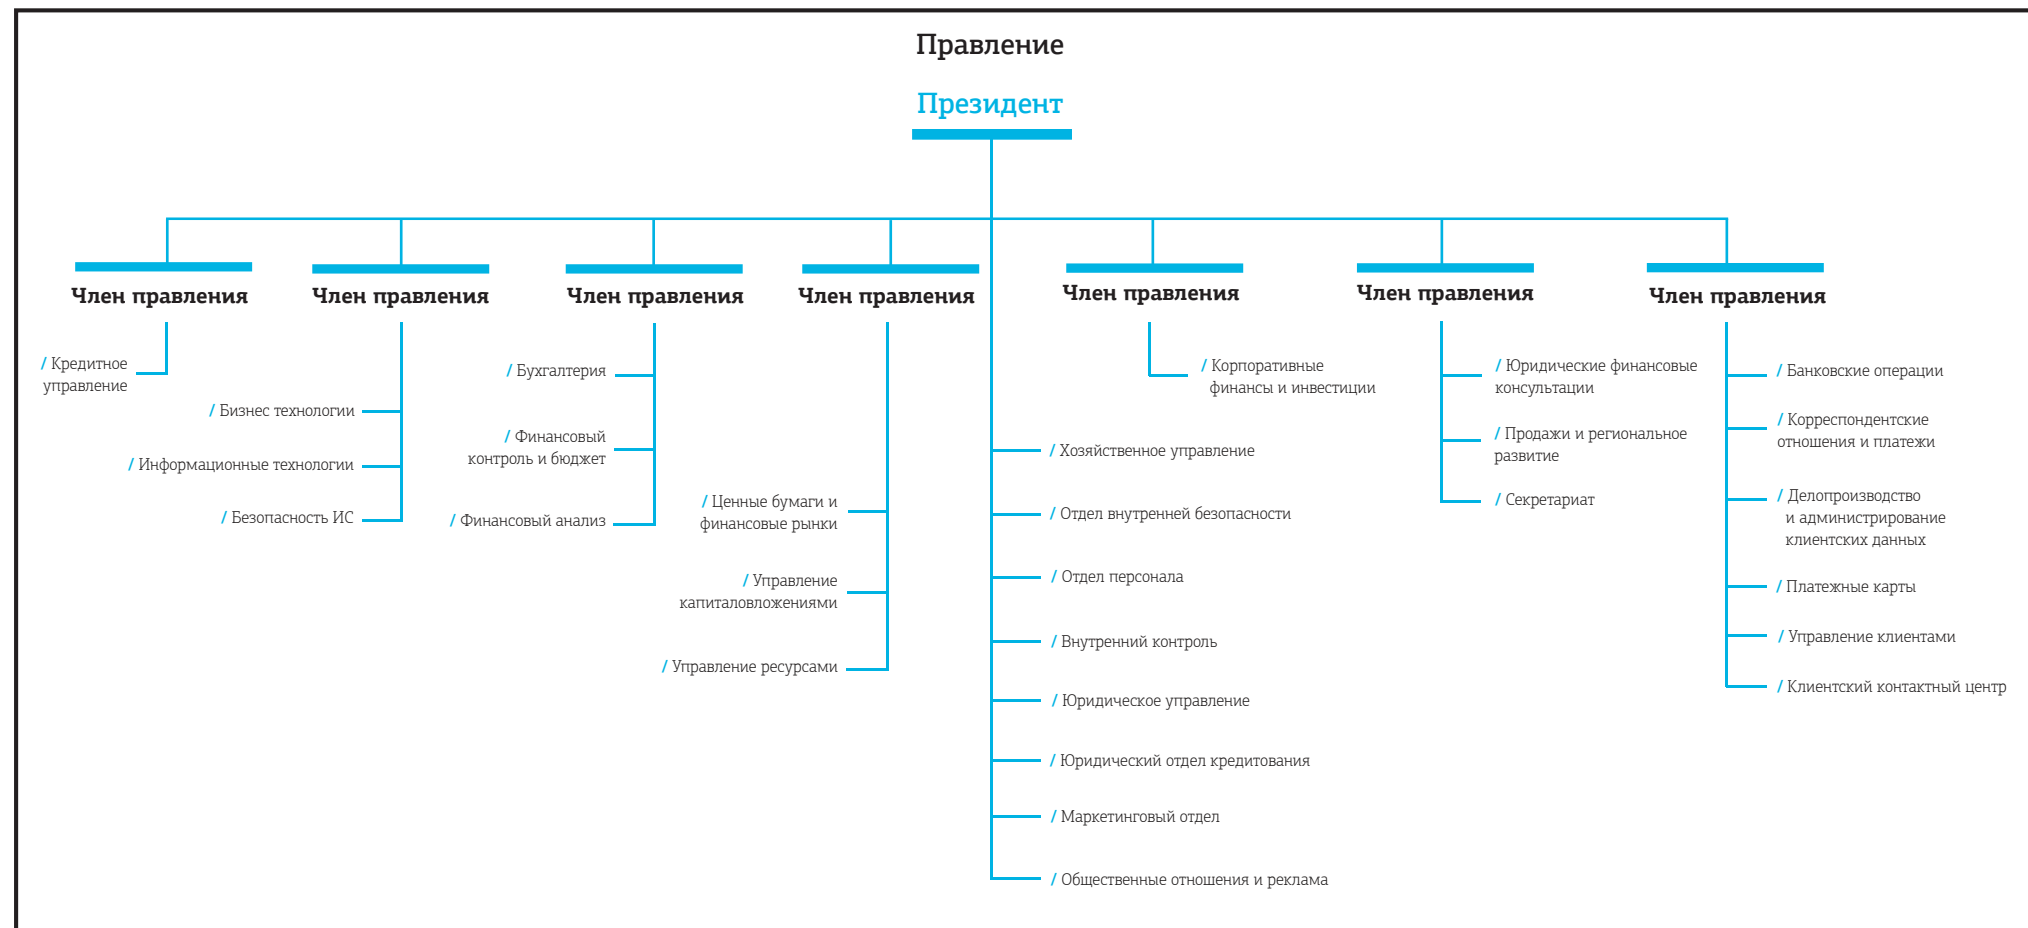 Правление
Президент
Член правления
/ Кредитное
управление
Член правления
/ Бизнес технологии
/ Информационные технологии
/ Безопасность ИС
Член правления
/ Бухгалтерия
/ Финансовый
контроль и бюджет
/ Финансовый анализ
Член правления
/ Ценные бумаги и
финансовые рынки
/ Управление
капиталовложениями
/ Управление ресурсами
/ Хозяйственное управление
/ Отдел внутренней безопасности
/ Отдел персонала
/ Внутренний контроль
/ Юридическое управление
/ Юридический отдел кредитования
/ Маркетинговый отдел
/ Общественные отношения и реклама
Член правления
/ Корпоративные
финансы и инвестиции
Член правления
/ Юридические финансовые
консультации
/ Продажи и региональное
развитие
/ Секретариат
Член правления
/ Банковские операции
/ Корреспондентские
отношения и платежи
/ Делопроизводство
и администрирование
клиентских данных
/ Платежные карты
/ Управление клиентами
/ Клиентский контактный центр